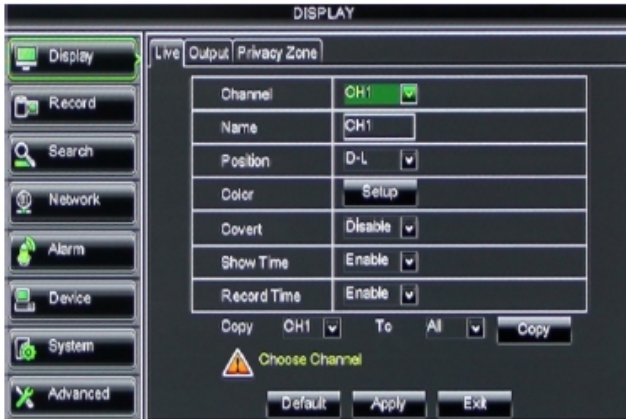 DISPLAY
Display
Record
Search
Network
Alarm
Device
System
Advanced
Live Output Privacy Zone
Channel CH1
Name CH1
Position D-L
Color Setup
Covert Disable
Show Time Enable
Record Time Enable
Copy CH1 To All Copy
Choose Channel
Default Apply Exit